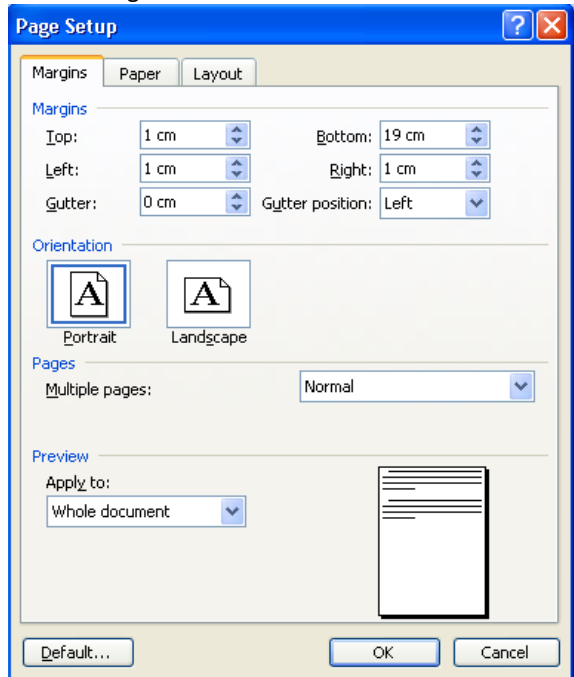 Page Setup
Margins Paper Layout
Margins
Top: 1 cm Bottom: 19 cm
Left: 1 cm Right: 1 cm
Gutter: 0 cm Gutter position: Left
Orientation
A A
Portrait Landscape
Pages
Multiple pages: Normal
Preview
Apply to:
Whole document
Default... OK Cancel